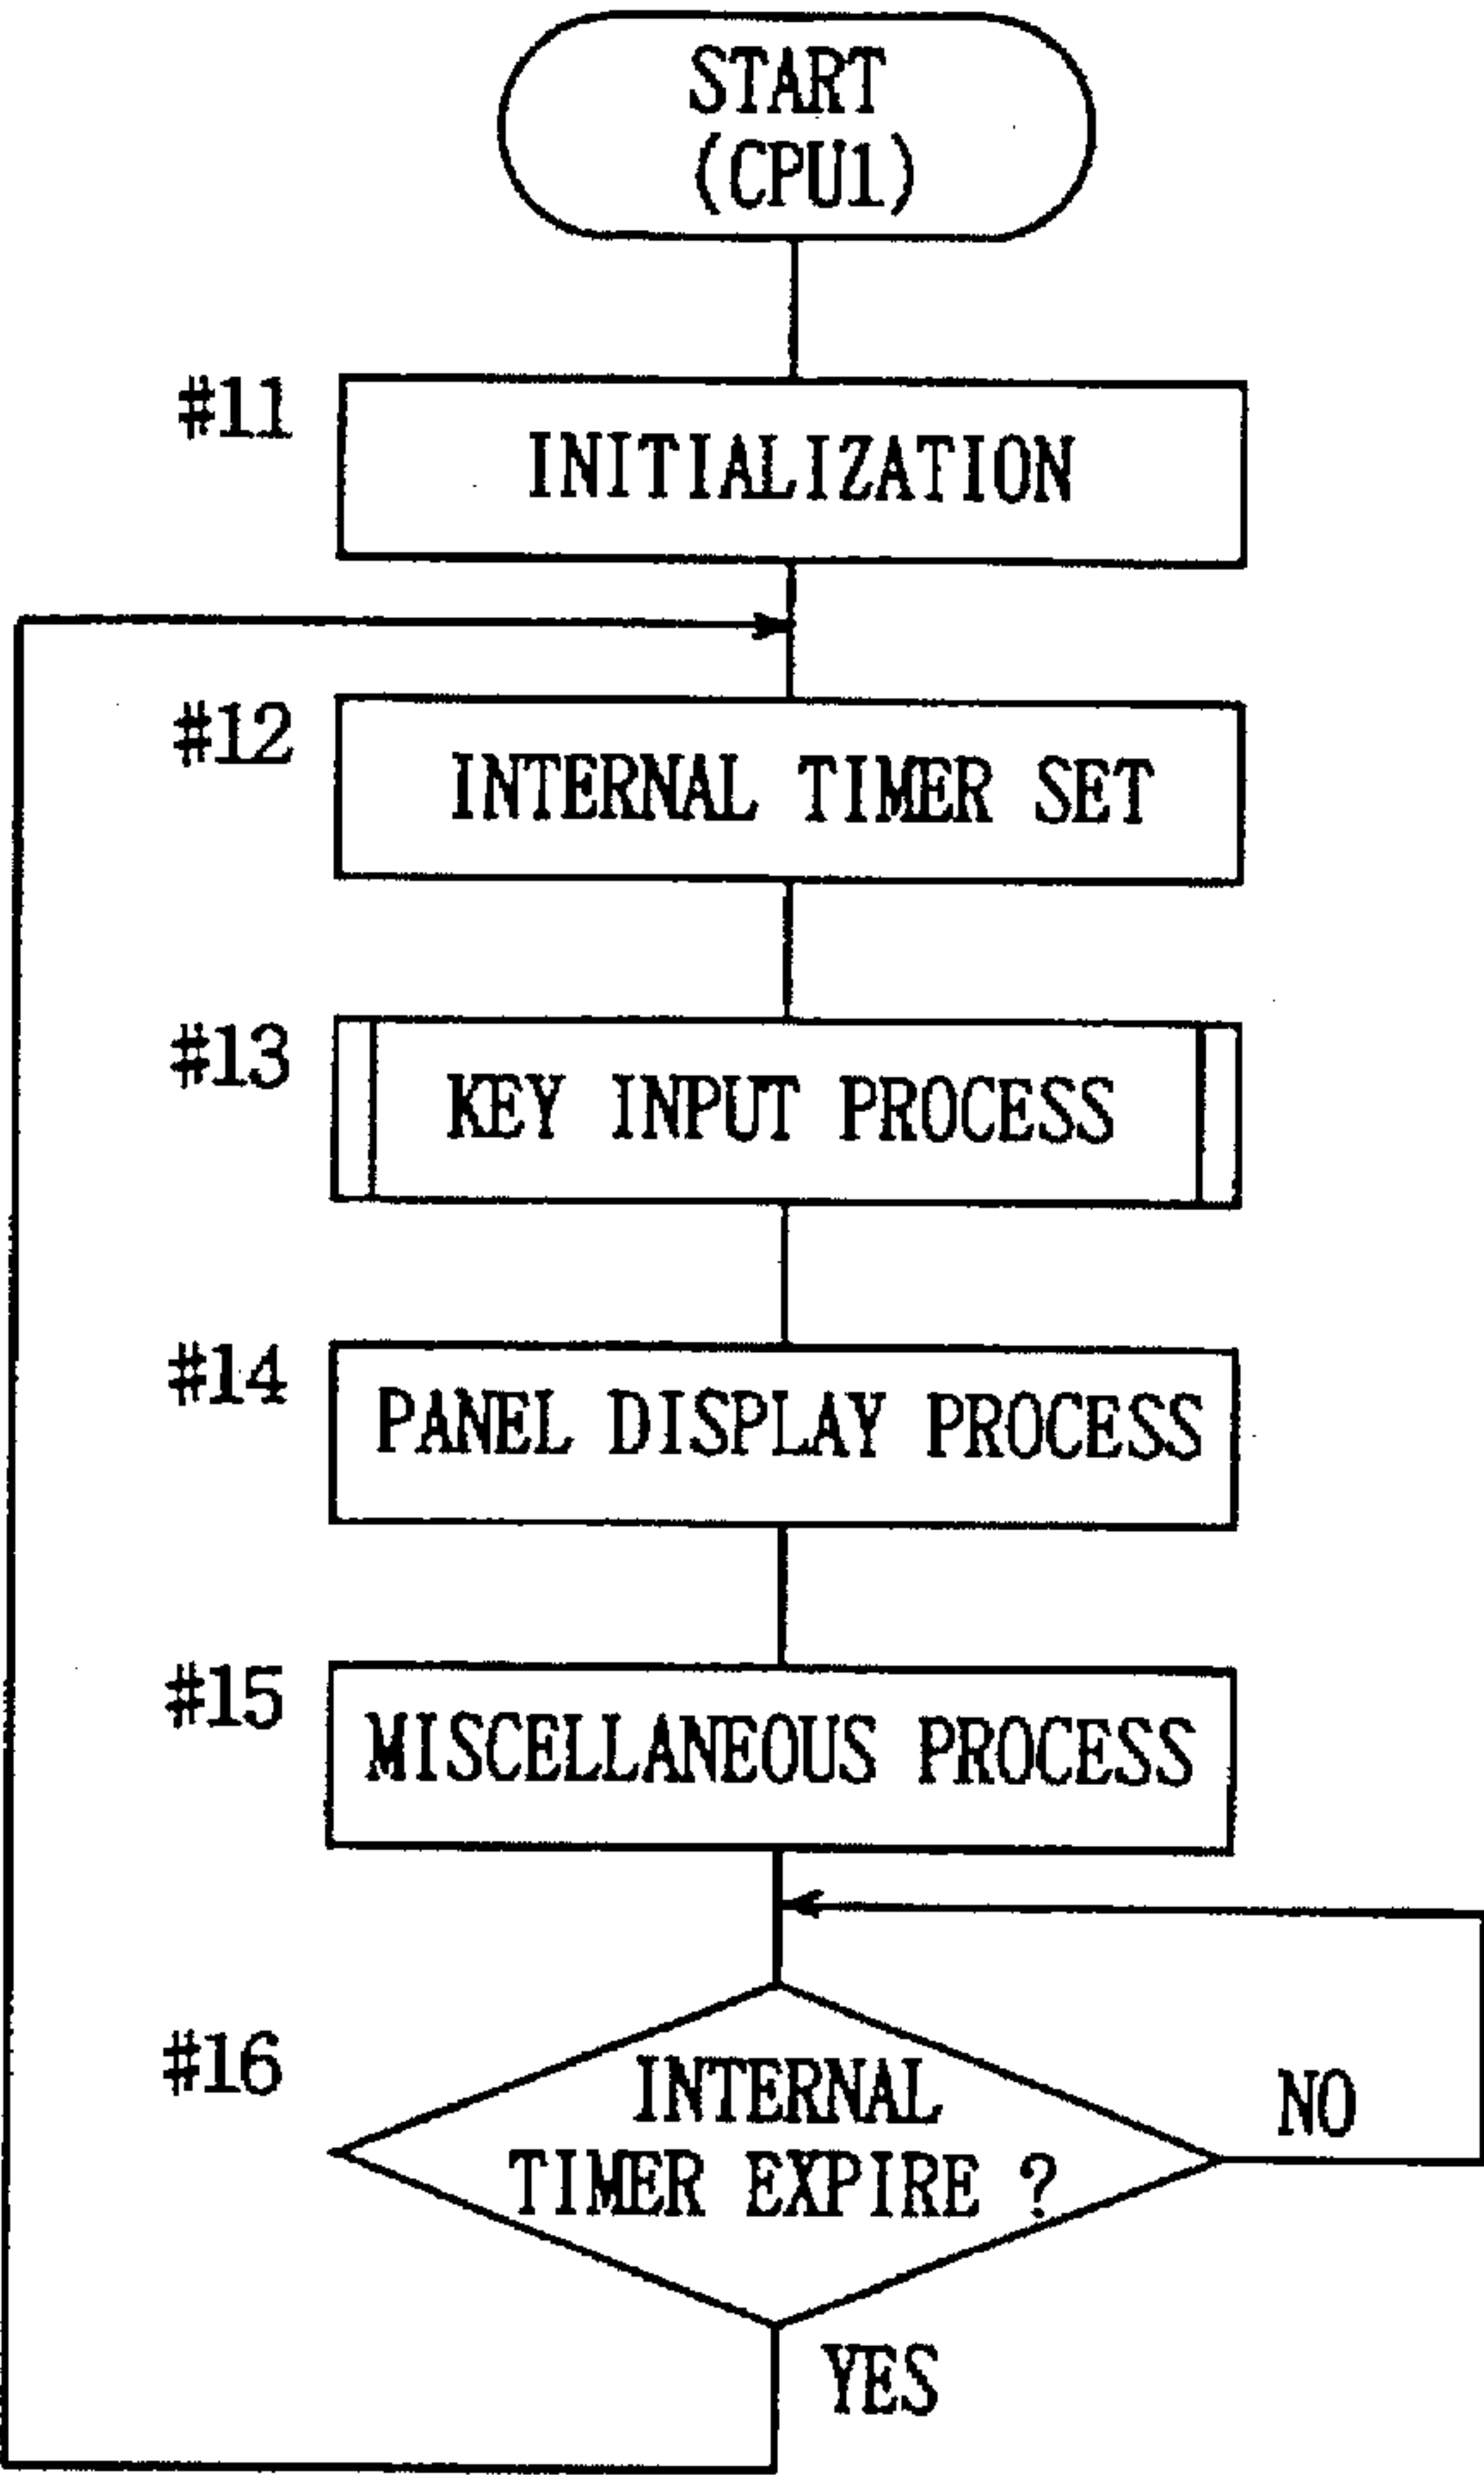 START
(CPU1)
#11
INITIALIZATION
#12
INTERNAL TIMER SET
#13
KEY INPUT PROCESS
#14
PANEL DISPLAY PROCESS
#15
MISCELLANEOUS PROCESS
#16
INTERNAL
TIMER EXPIRE ?
NO
YES